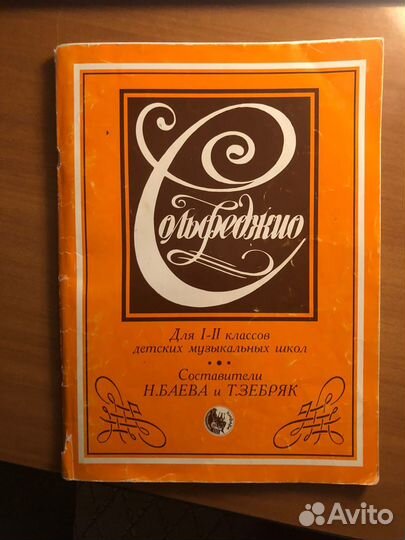 Сольфеджио
Для I-II классов
детских музыкальных школ
Составители
Н.БАЕВА и Т.ЗЕБРЯК
Avito